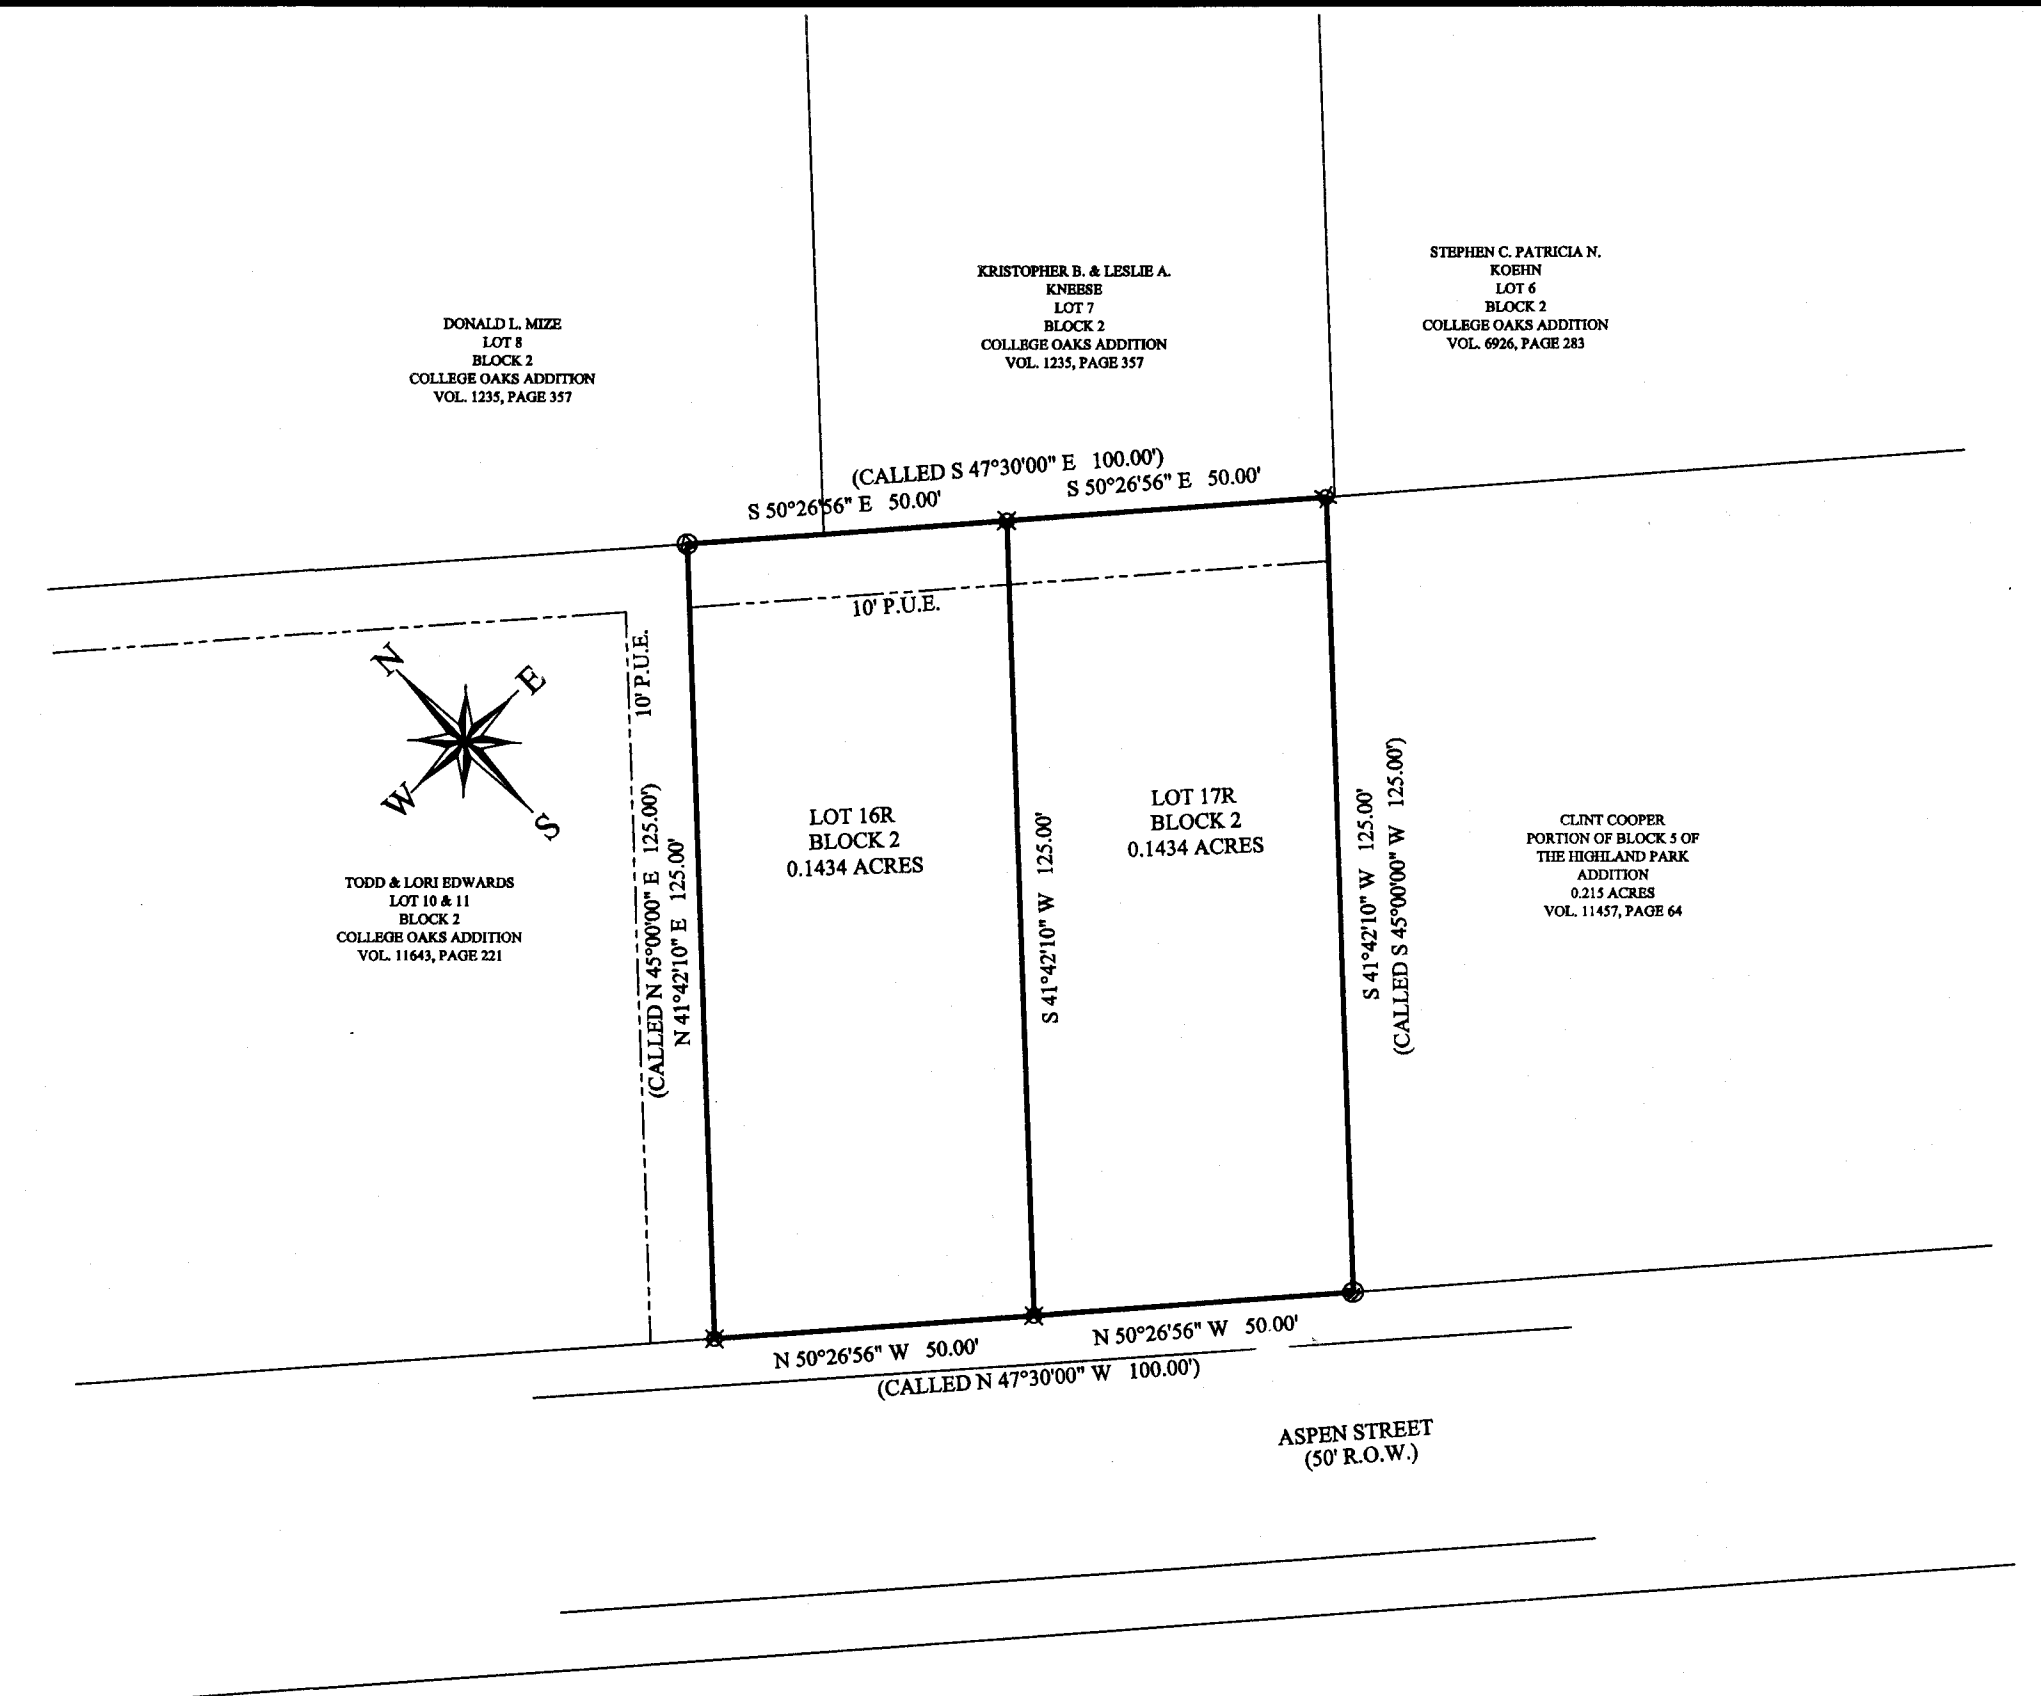 STEPHEN C. PATRICIA N.
KOEHN
LOT 6
BLOCK 2
COLLEGE OAKS ADDITION
VOL. 6926, PAGE 283
KRISTOPHER B. & LESLIE A.
KNEESE
LOT 7
BLOCK 2
COLLEGE OAKS ADDITION
VOL. 1235, PAGE 357
DONALD L. MIZE
LOT 8
BLOCK 2
COLLEGE OAKS ADDITION
VOL. 1235, PAGE 357
(CALLED S 47°30'00" E 100.00')
S 50°26'56" E 50.00'
S 50°26'56" E 50.00'
10' P.U.E.
10' P.U.E.
N
E
W
S
(CALLED N 45°00'00" E 125.00')
N 41°42'10" E 125.00'
LOT 16R
BLOCK 2
0.1434 ACRES
S 41°42'10" W 125.00'
LOT 17R
BLOCK 2
0.1434 ACRES
S 41°42'10" W 125.00'
(CALLED S 45°00'00" W 125.00')
CLINT COOPER
PORTION OF BLOCK 5 OF
THE HIGHLAND PARK
ADDITION
0.215 ACRES
VOL. 11457, PAGE 64
TODD & LORI EDWARDS
LOT 10 & 11
BLOCK 2
COLLEGE OAKS ADDITION
VOL. 11643, PAGE 221
N 50°26'56" W 50.00'
N 50°26'56" W 50.00'
(CALLED N 47°30'00" W 100.00')
ASPEN STREET
(50' R.O.W.)